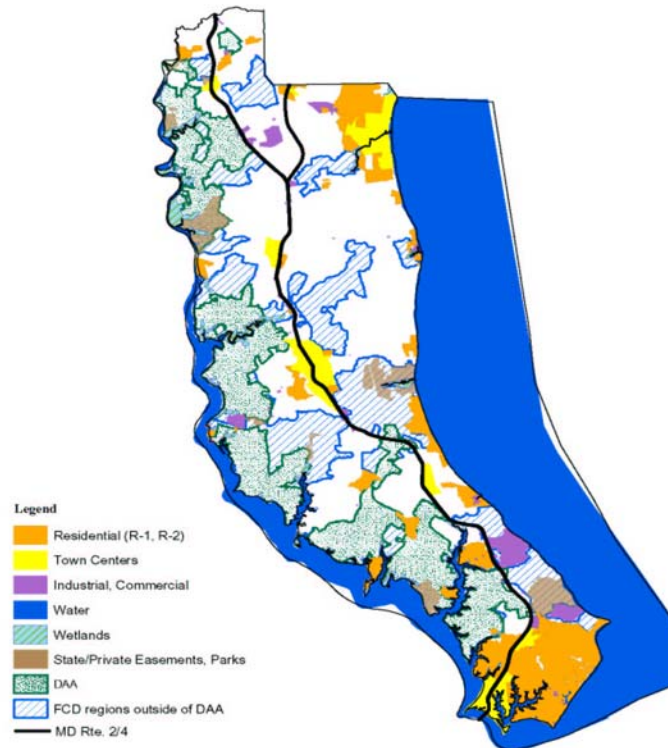 Legend
Residential (R-1, R-2)
Town Centers
Industrial, Commercial
Water
Wetlands
State/Private Easements, Parks
DAA
FCD regions outside of DAA
MD Rte. 2/4